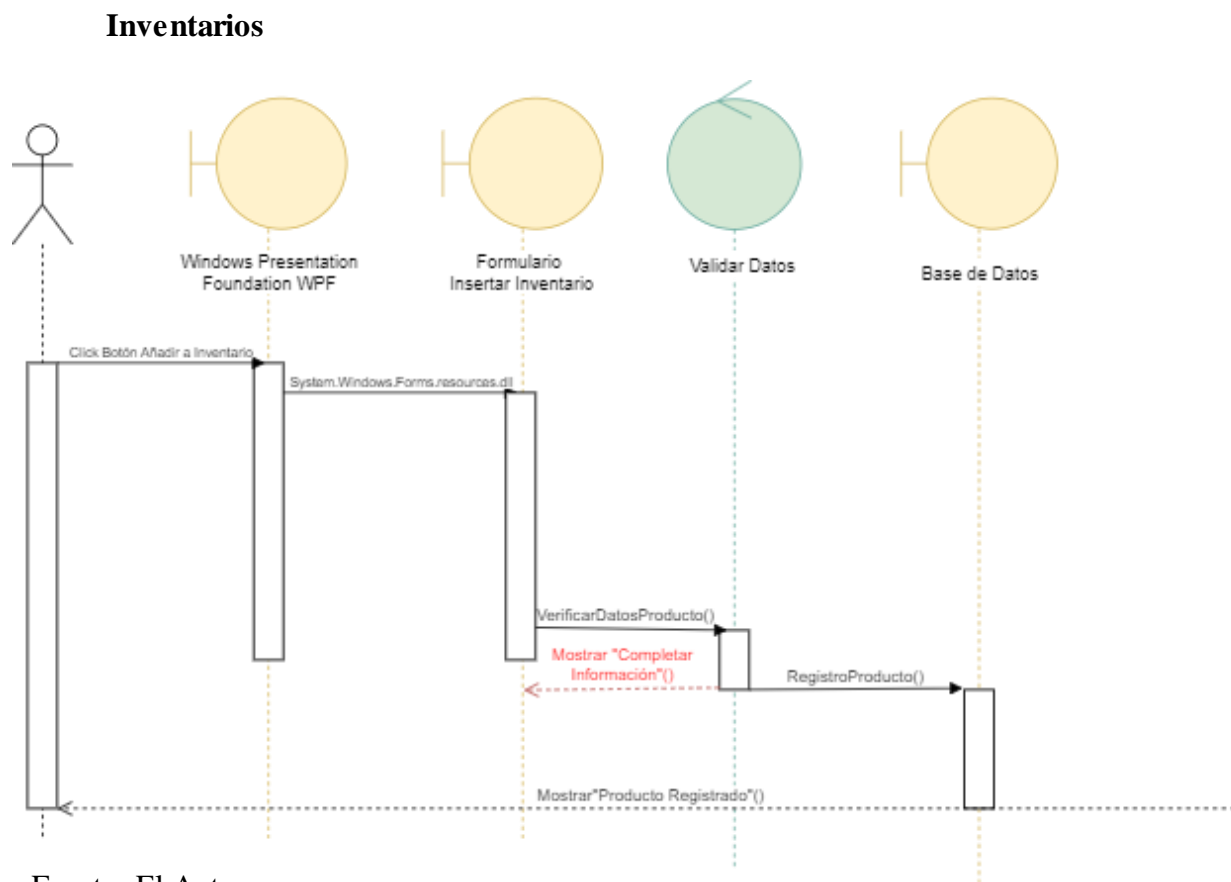 Inventarios
Windows Presentation
Foundation WPF
Formulario
Insertar Inventario
Validar Datos
Base de Datos
Click Botón Añadir a Inventario
System.Windows.Forms.resources.dll
VerificarDatosProducto()
Mostrar "Completar
Información"()
RegistroProducto()
Mostrar"Producto Registrado"()